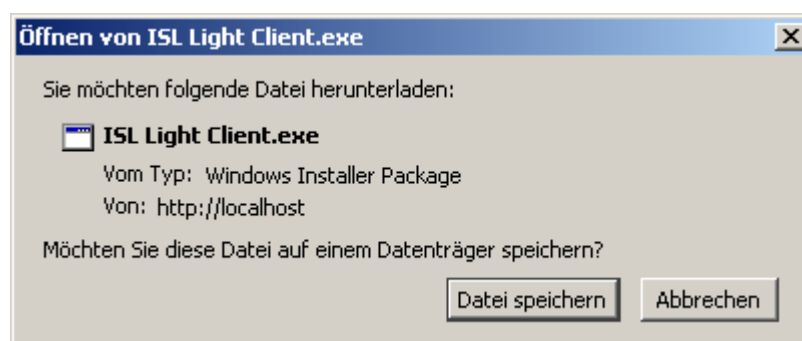 Öffnen von ISL Light Client.exe
Sie möchten folgende Datei herunterladen:
ISL Light Client.exe
Vom Typ: Windows Installer Package
Von: http://localhost
Möchten Sie diese Datei auf einem Datenträger speichern?
Datei speichern Abbrechen